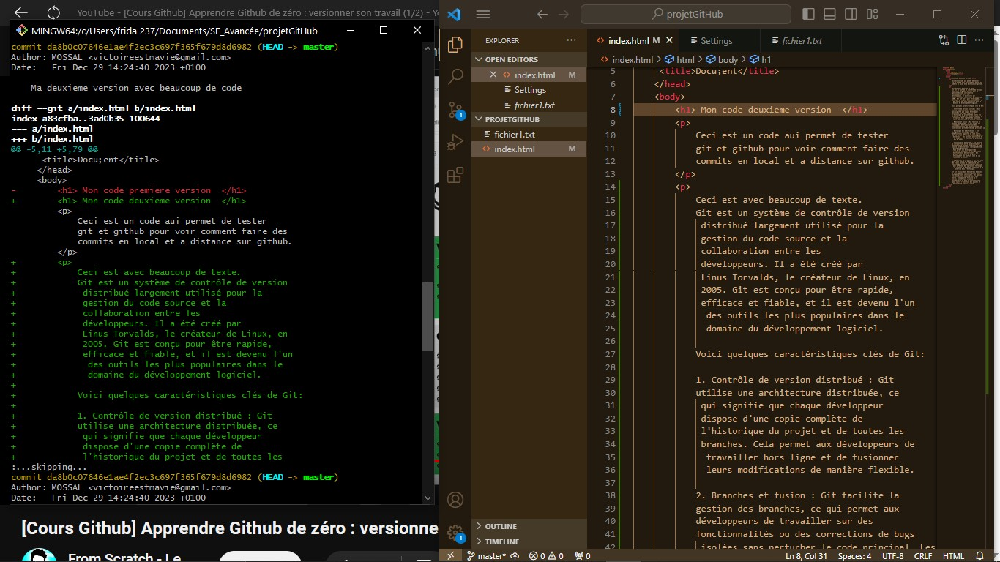 YouTube - [Cours Github] Apprendre Github de zéro : versionner son travail (1/2) - Yo
MINGW64:/c/Users/frida 237/Documents/SE_Avancée/projetGitHub
commit da8b0c07646e1ae4f2ec3c697f365f679d8d6982 (HEAD -> master)
Author: MOSSAL <victoireestmavie@gmail.com>
Date:   Fri Dec 29 14:24:40 2023 +0100
Ma deuxieme version avec beaucoup de code
diff --git a/index.html b/index.html
index a83cfba..3ad0b35 100644
--- a/index.html
+++ b/index.html
@@ -5,11 +5,79 @@
<title>Docu;ent</title>
</head>
<body>
-        <h1> Mon code premiere version  </h1>
+        <h1> Mon code deuxieme version  </h1>
<p>
Ceci est un code aui permet de tester
git et github pour voir comment faire des
commits en local et a distance sur github.
</p>
+        <p>
+            Ceci est avec beaucoup de texte.
+            Git est un système de contrôle de version
+             distribué largement utilisé pour la
+             gestion du code source et la
+             collaboration entre les
+             développeurs. Il a été créé par
+             Linus Torvalds, le créateur de Linux, en
+             2005. Git est conçu pour être rapide,
+             efficace et fiable, et il est devenu l'un
+              des outils les plus populaires dans le
+              domaine du développement logiciel.
+
+            Voici quelques caractéristiques clés de Git:
+
+            1. Contrôle de version distribué : Git
+            utilise une architecture distribuée, ce
+             qui signifie que chaque développeur
+             dispose d'une copie complète de
+             l'historique du projet et de toutes les
:...skipping...
commit da8b0c07646e1ae4f2ec3c697f365f679d8d6982 (HEAD -> master)
Author: MOSSAL <victoireestmavie@gmail.com>
Date:   Fri Dec 29 14:24:40 2023 +0100
[Cours Github] Apprendre Github de zéro : versionne
From Scratch - Le
projetGitHub
EXPLORER
OPEN EDITORS
index.html M
Settings
fichier1.txt
PROJETGITHUB
fichier1.txt
index.html M
1
1
OUTLINE
TIMELINE
index.html M
Settings
fichier1.txt
index.html > html > body > h1
5 <title>Docu;ent</title>
6 </head>
7 <body>
8 <h1> Mon code deuxieme version  </h1>
9 <p>
10 Ceci est un code aui permet de tester
11 git et github pour voir comment faire des
12 commits en local et a distance sur github.
13 </p>
14 <p>
15 Ceci est avec beaucoup de texte.
16 Git est un système de contrôle de version
17 distribué largement utilisé pour la
18 gestion du code source et la
19 collaboration entre les
20 développeurs. Il a été créé par
21 Linus Torvalds, le créateur de Linux, en
22 2005. Git est conçu pour être rapide,
23 efficace et fiable, et il est devenu l'un
24 des outils les plus populaires dans le
25 domaine du développement logiciel.
26
27 Voici quelques caractéristiques clés de Git:
28
29 1. Contrôle de version distribué : Git
30 utilise une architecture distribuée, ce
31 qui signifie que chaque développeur
32 dispose d'une copie complète de
33 l'historique du projet et de toutes les
34 branches. Cela permet aux développeurs de
35 travailler hors ligne et de fusionner
36 leurs modifications de manière flexible.
37
38 2. Branches et fusion : Git facilite la
39 gestion des branches, ce qui permet aux
40 développeurs de travailler sur des
41 fonctionnalités ou des corrections de bugs
42 isolées sans perturber le code principal. Les
master* 0 0 0 Ln 8, Col 31 Spaces: 4 UTF-8 CRLF HTML